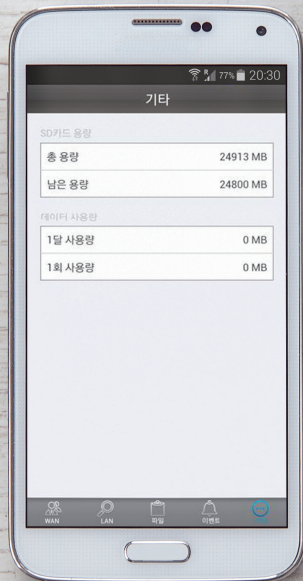 77% 20:30
기타
SD카드 용량
총 용량 24913 MB
남은 용량 24800 MB
데이터 사용량
1달 사용량 0 MB
1회 사용량 0 MB
WAN LAN 파일 이벤트